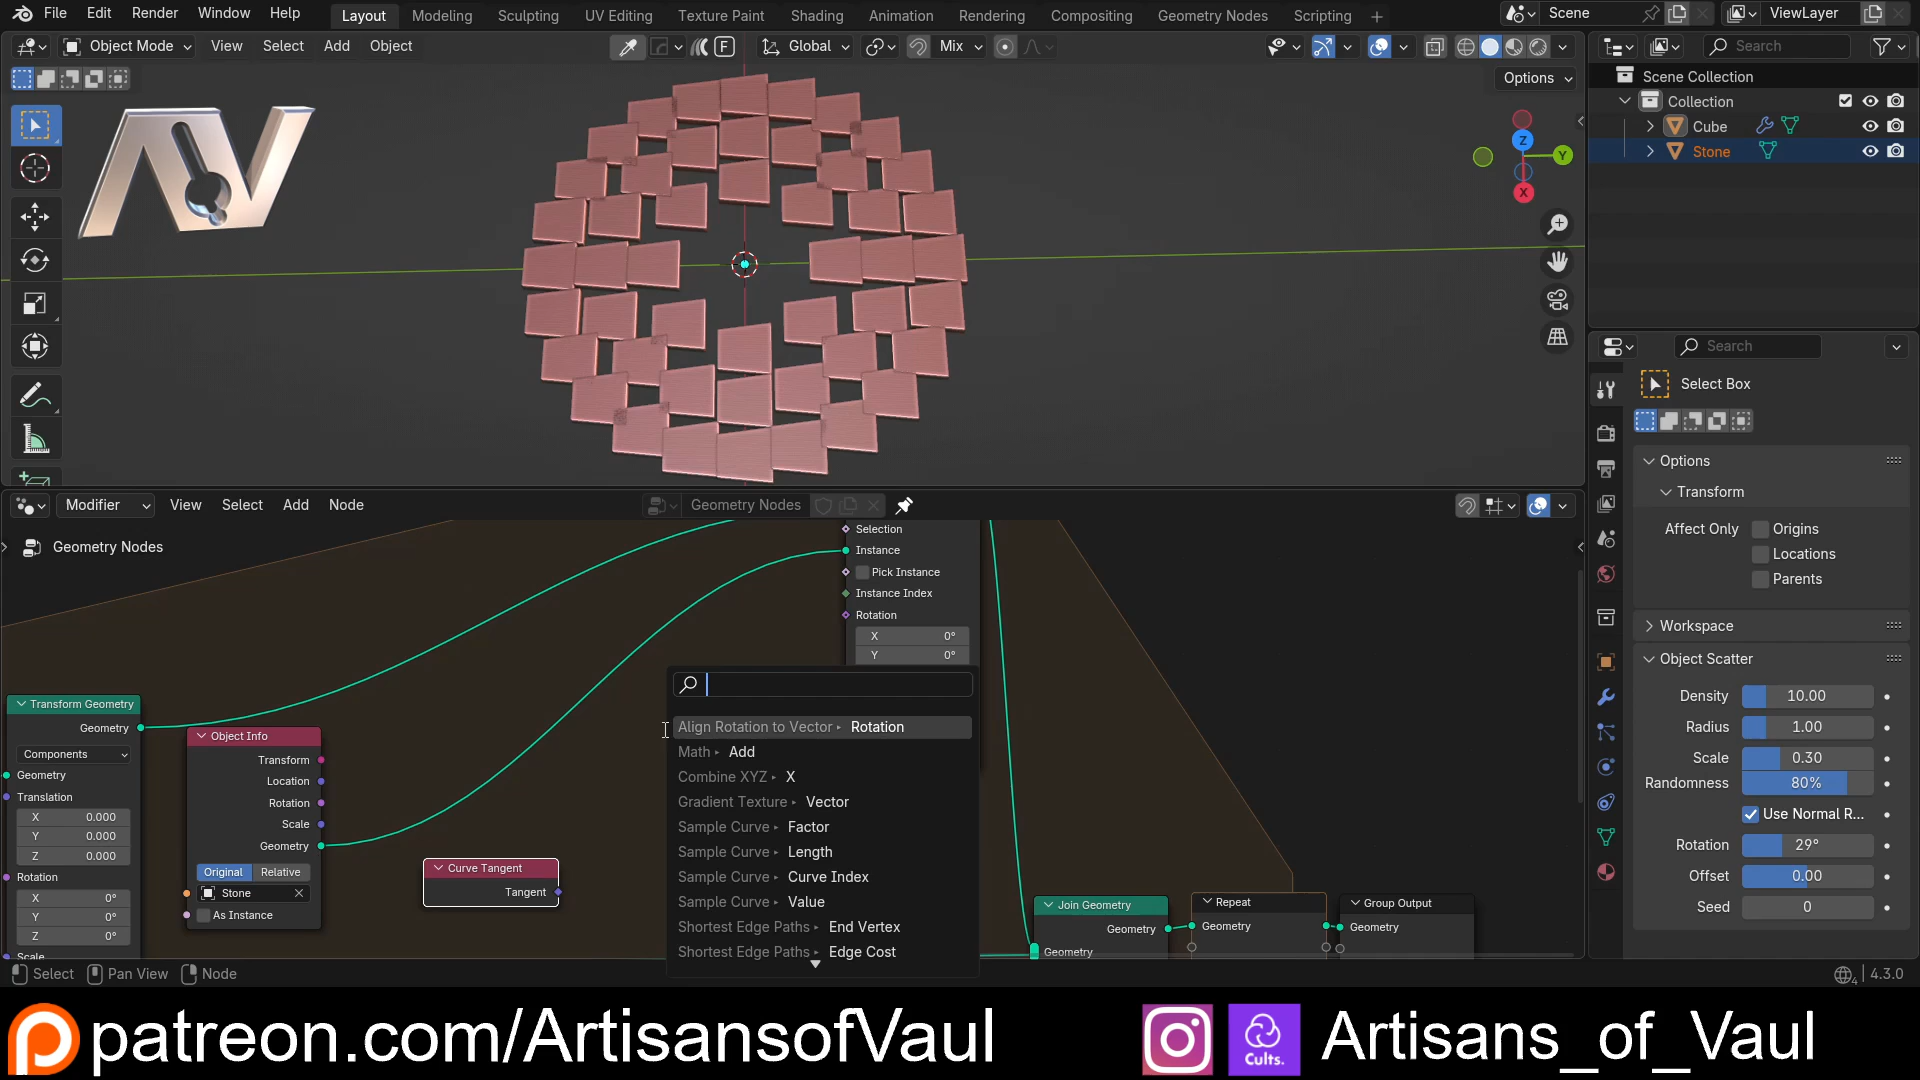 File Edit Render Window Help Layout Modeling Sculpting UV Editing Texture Paint Shading Animation Rendering Compositing Geometry Nodes Scripting + Scene ViewLayer
Object Mode View Select Add Object F Global Mix Search
Options
Scene Collection
Collection
Cube
Stone
Z
Y
X
AV
Search
Select Box
Options
Transform
Affect Only Origins
Locations
Parents
Workspace
Object Scatter
Density 10.00
Radius 1.00
Scale 0.30
Randomness 80%
Use Normal R...
Rotation 29°
Offset 0.00
Seed 0
Modifier View Select Add Node Geometry Nodes
Geometry Nodes
Selection
Instance
Pick Instance
Instance Index
Rotation
X 0°
Y 0°
Transform Geometry
Geometry
Components
Geometry
Translation
X 0.000
Y 0.000
Z 0.000
Rotation
X 0°
Y 0°
Z 0°
Scale
Object Info
Transform
Location
Rotation
Scale
Geometry
Original Relative
Stone
As Instance
Curve Tangent
Tangent
Align Rotation to Vector ▸ Rotation
Math ▸ Add
Combine XYZ ▸ X
Gradient Texture ▸ Vector
Sample Curve ▸ Factor
Sample Curve ▸ Length
Sample Curve ▸ Curve Index
Sample Curve ▸ Value
Shortest Edge Paths ▸ End Vertex
Shortest Edge Paths ▸ Edge Cost
Join Geometry
Geometry
Geometry
Repeat
Geometry
Group Output
Geometry
Select Pan View Node 4.3.0
patreon.com/ArtisansofVaul Cults. Artisans_of_Vaul